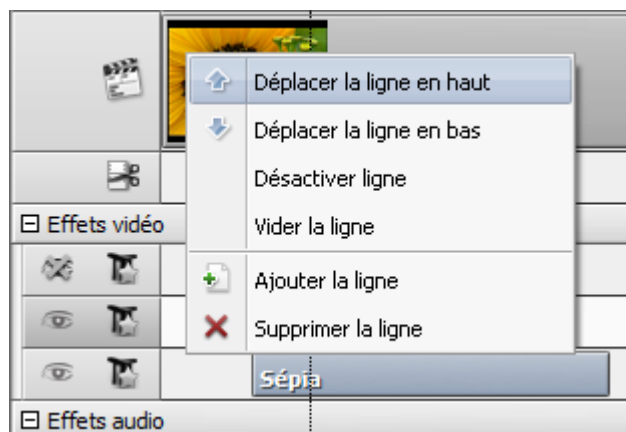 Déplacer la ligne en haut
Déplacer la ligne en bas
Désactiver ligne
Effets vidéo
Vider la ligne
Ajouter la ligne
Supprimer la ligne
Sépia
Effets audio